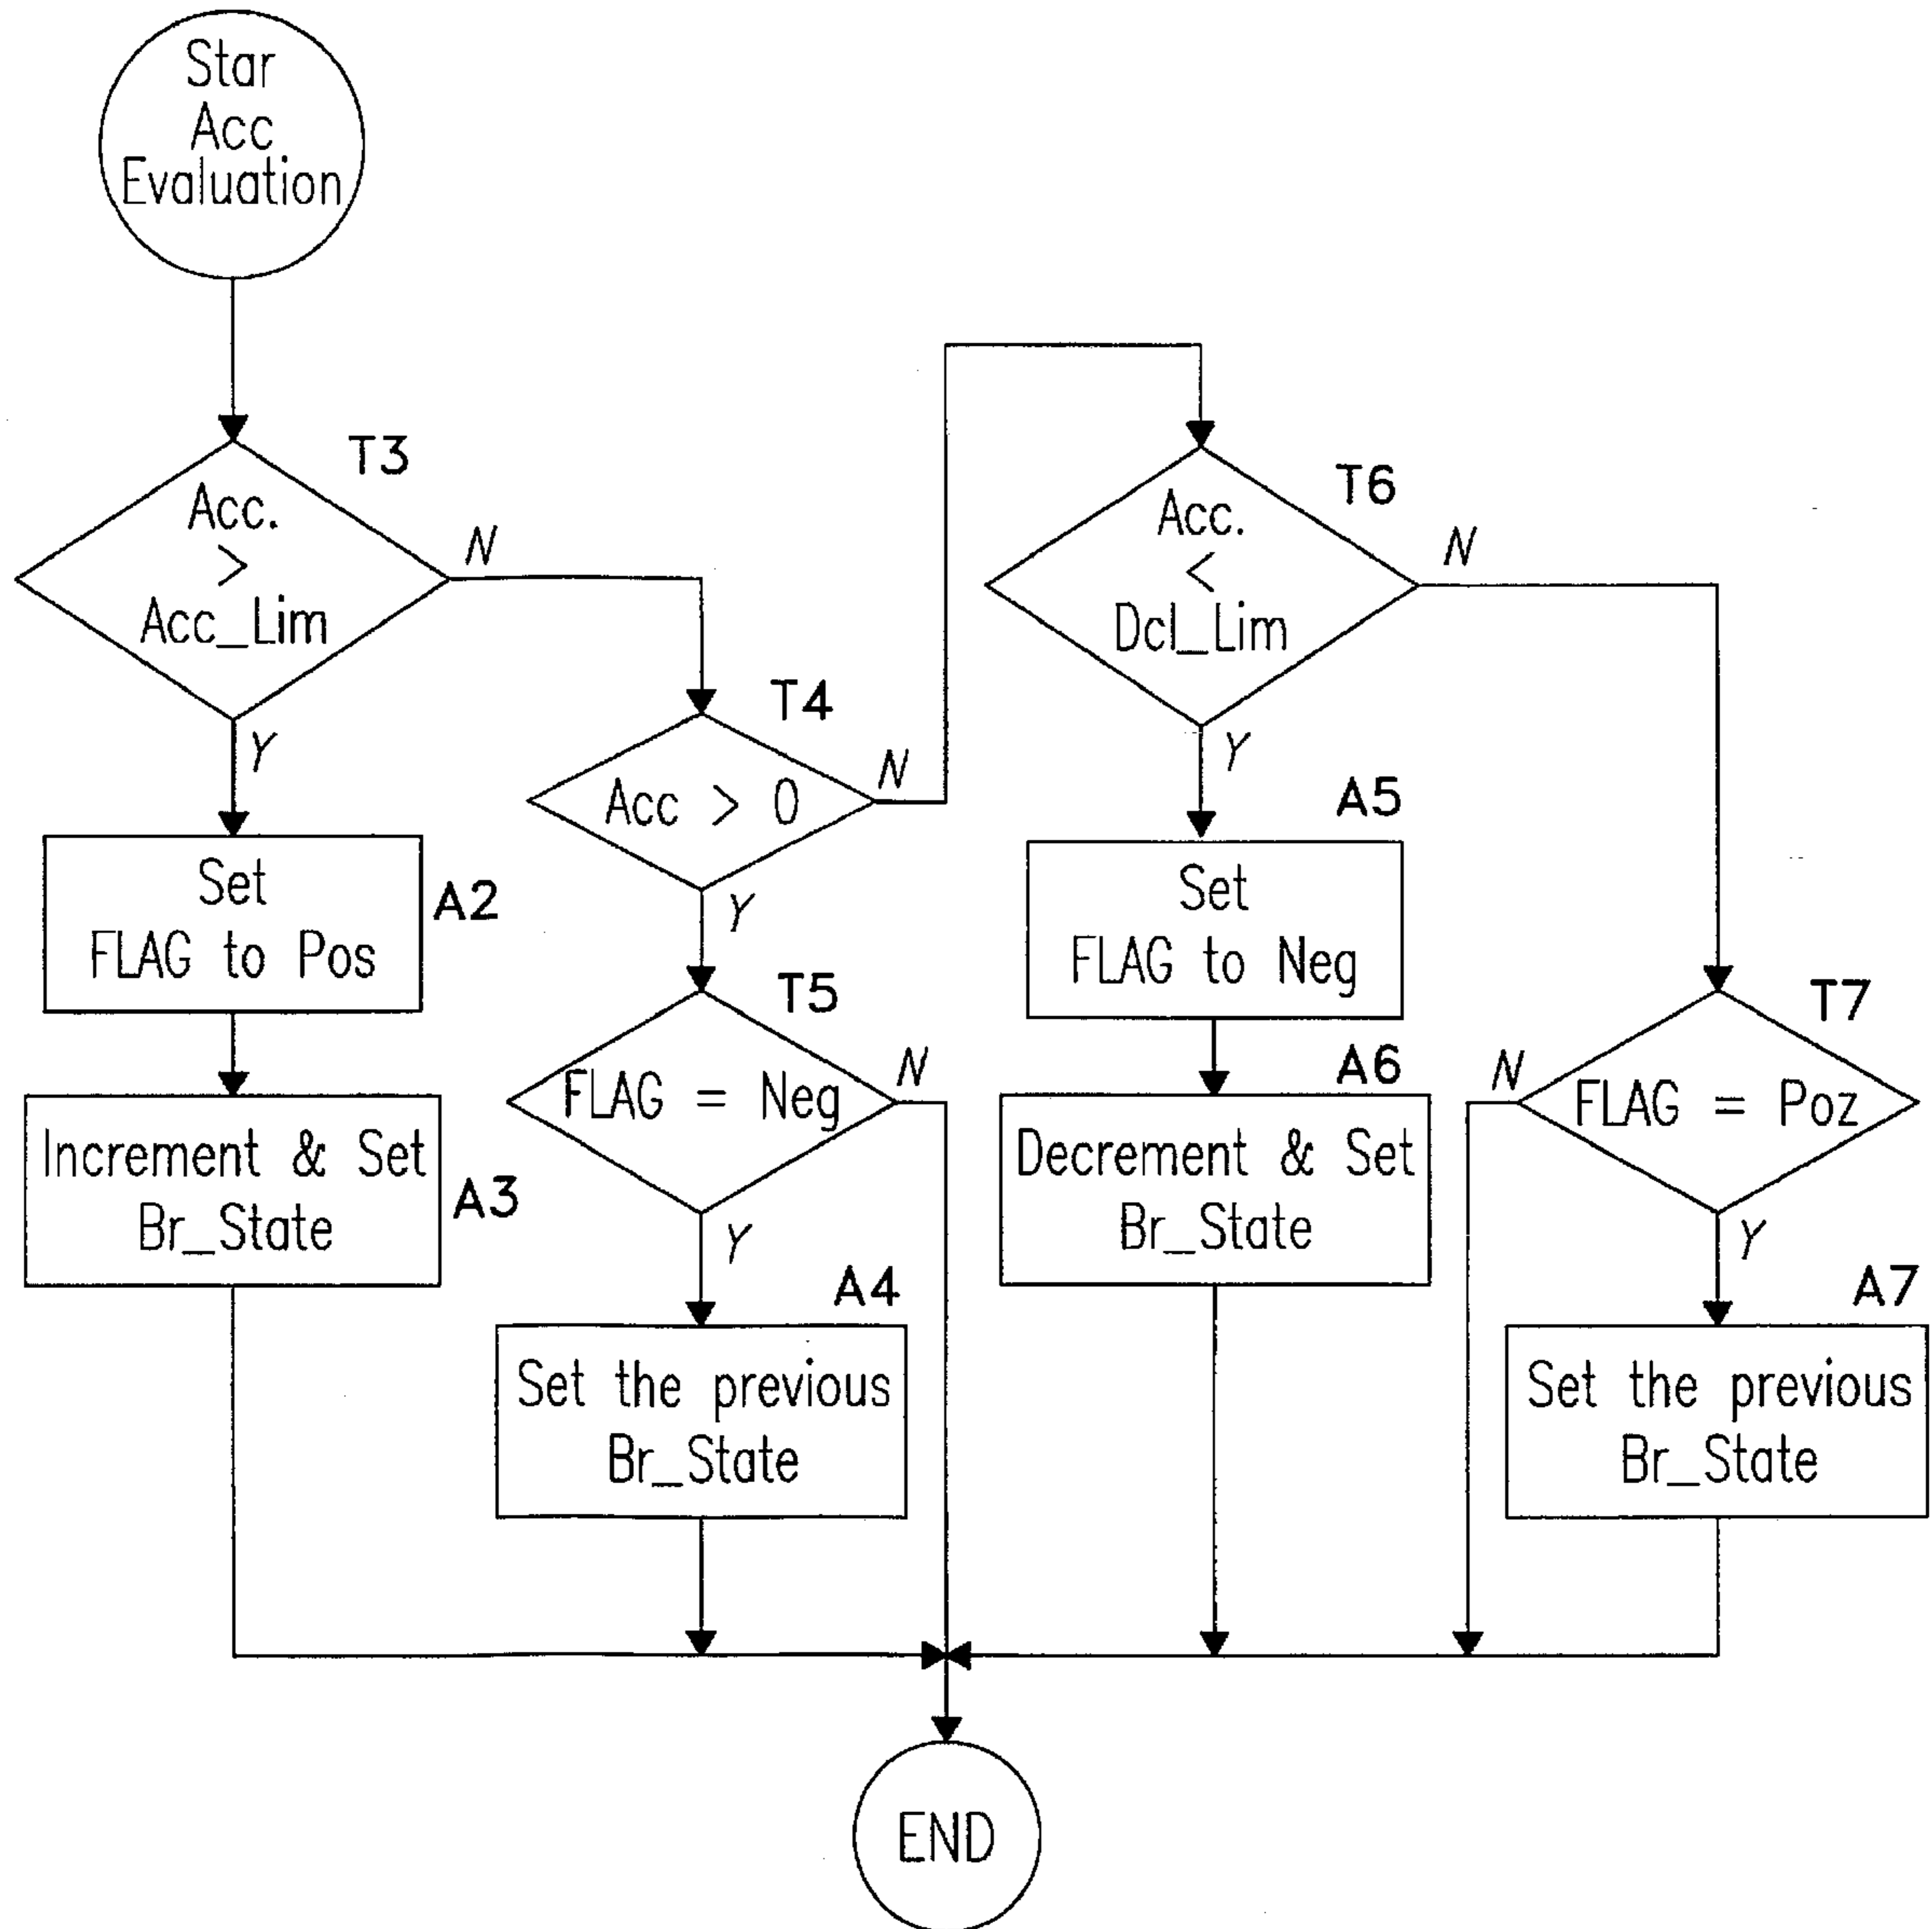 Star
Acc
Evaluation
T3
Acc.
>
Acc_Lim
N
Y
Set
FLAG to Pos
A2
Increment & Set
Br_State
A3
T4
Acc > 0
N
Y
T5
FLAG = Neg
N
Y
A4
Set the previous
Br_State
T6
Acc.
<
Dcl_Lim
N
Y
A5
Set
FLAG to Neg
A6
Decrement & Set
Br_State
T7
N
FLAG = Poz
Y
A7
Set the previous
Br_State
END